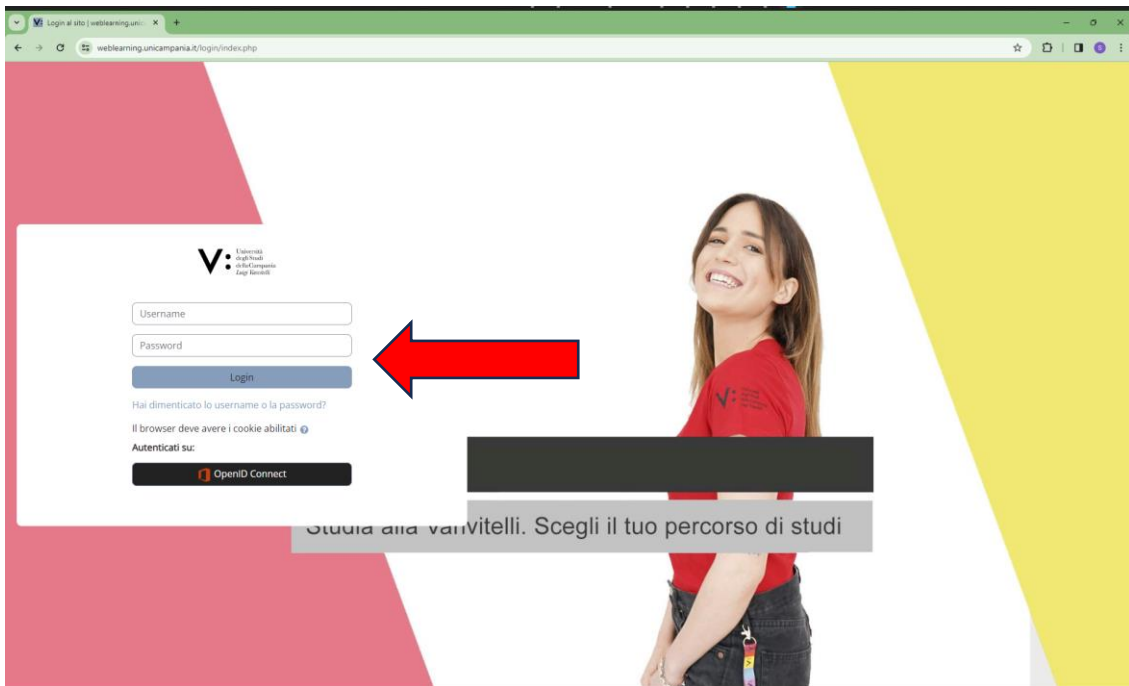 Login al sito | weblearning.unic
weblearning.unicampania.it/login/index.php
V:
Università
degli Studi
della Campania
Luigi Vanvitelli
Username
Password
Login
Hai dimenticato lo username o la password?
Il browser deve avere i cookie abilitati
Autenticati su:
OpenID Connect
V:
Studia alla Vanvitelli. Scegli il tuo percorso di studi